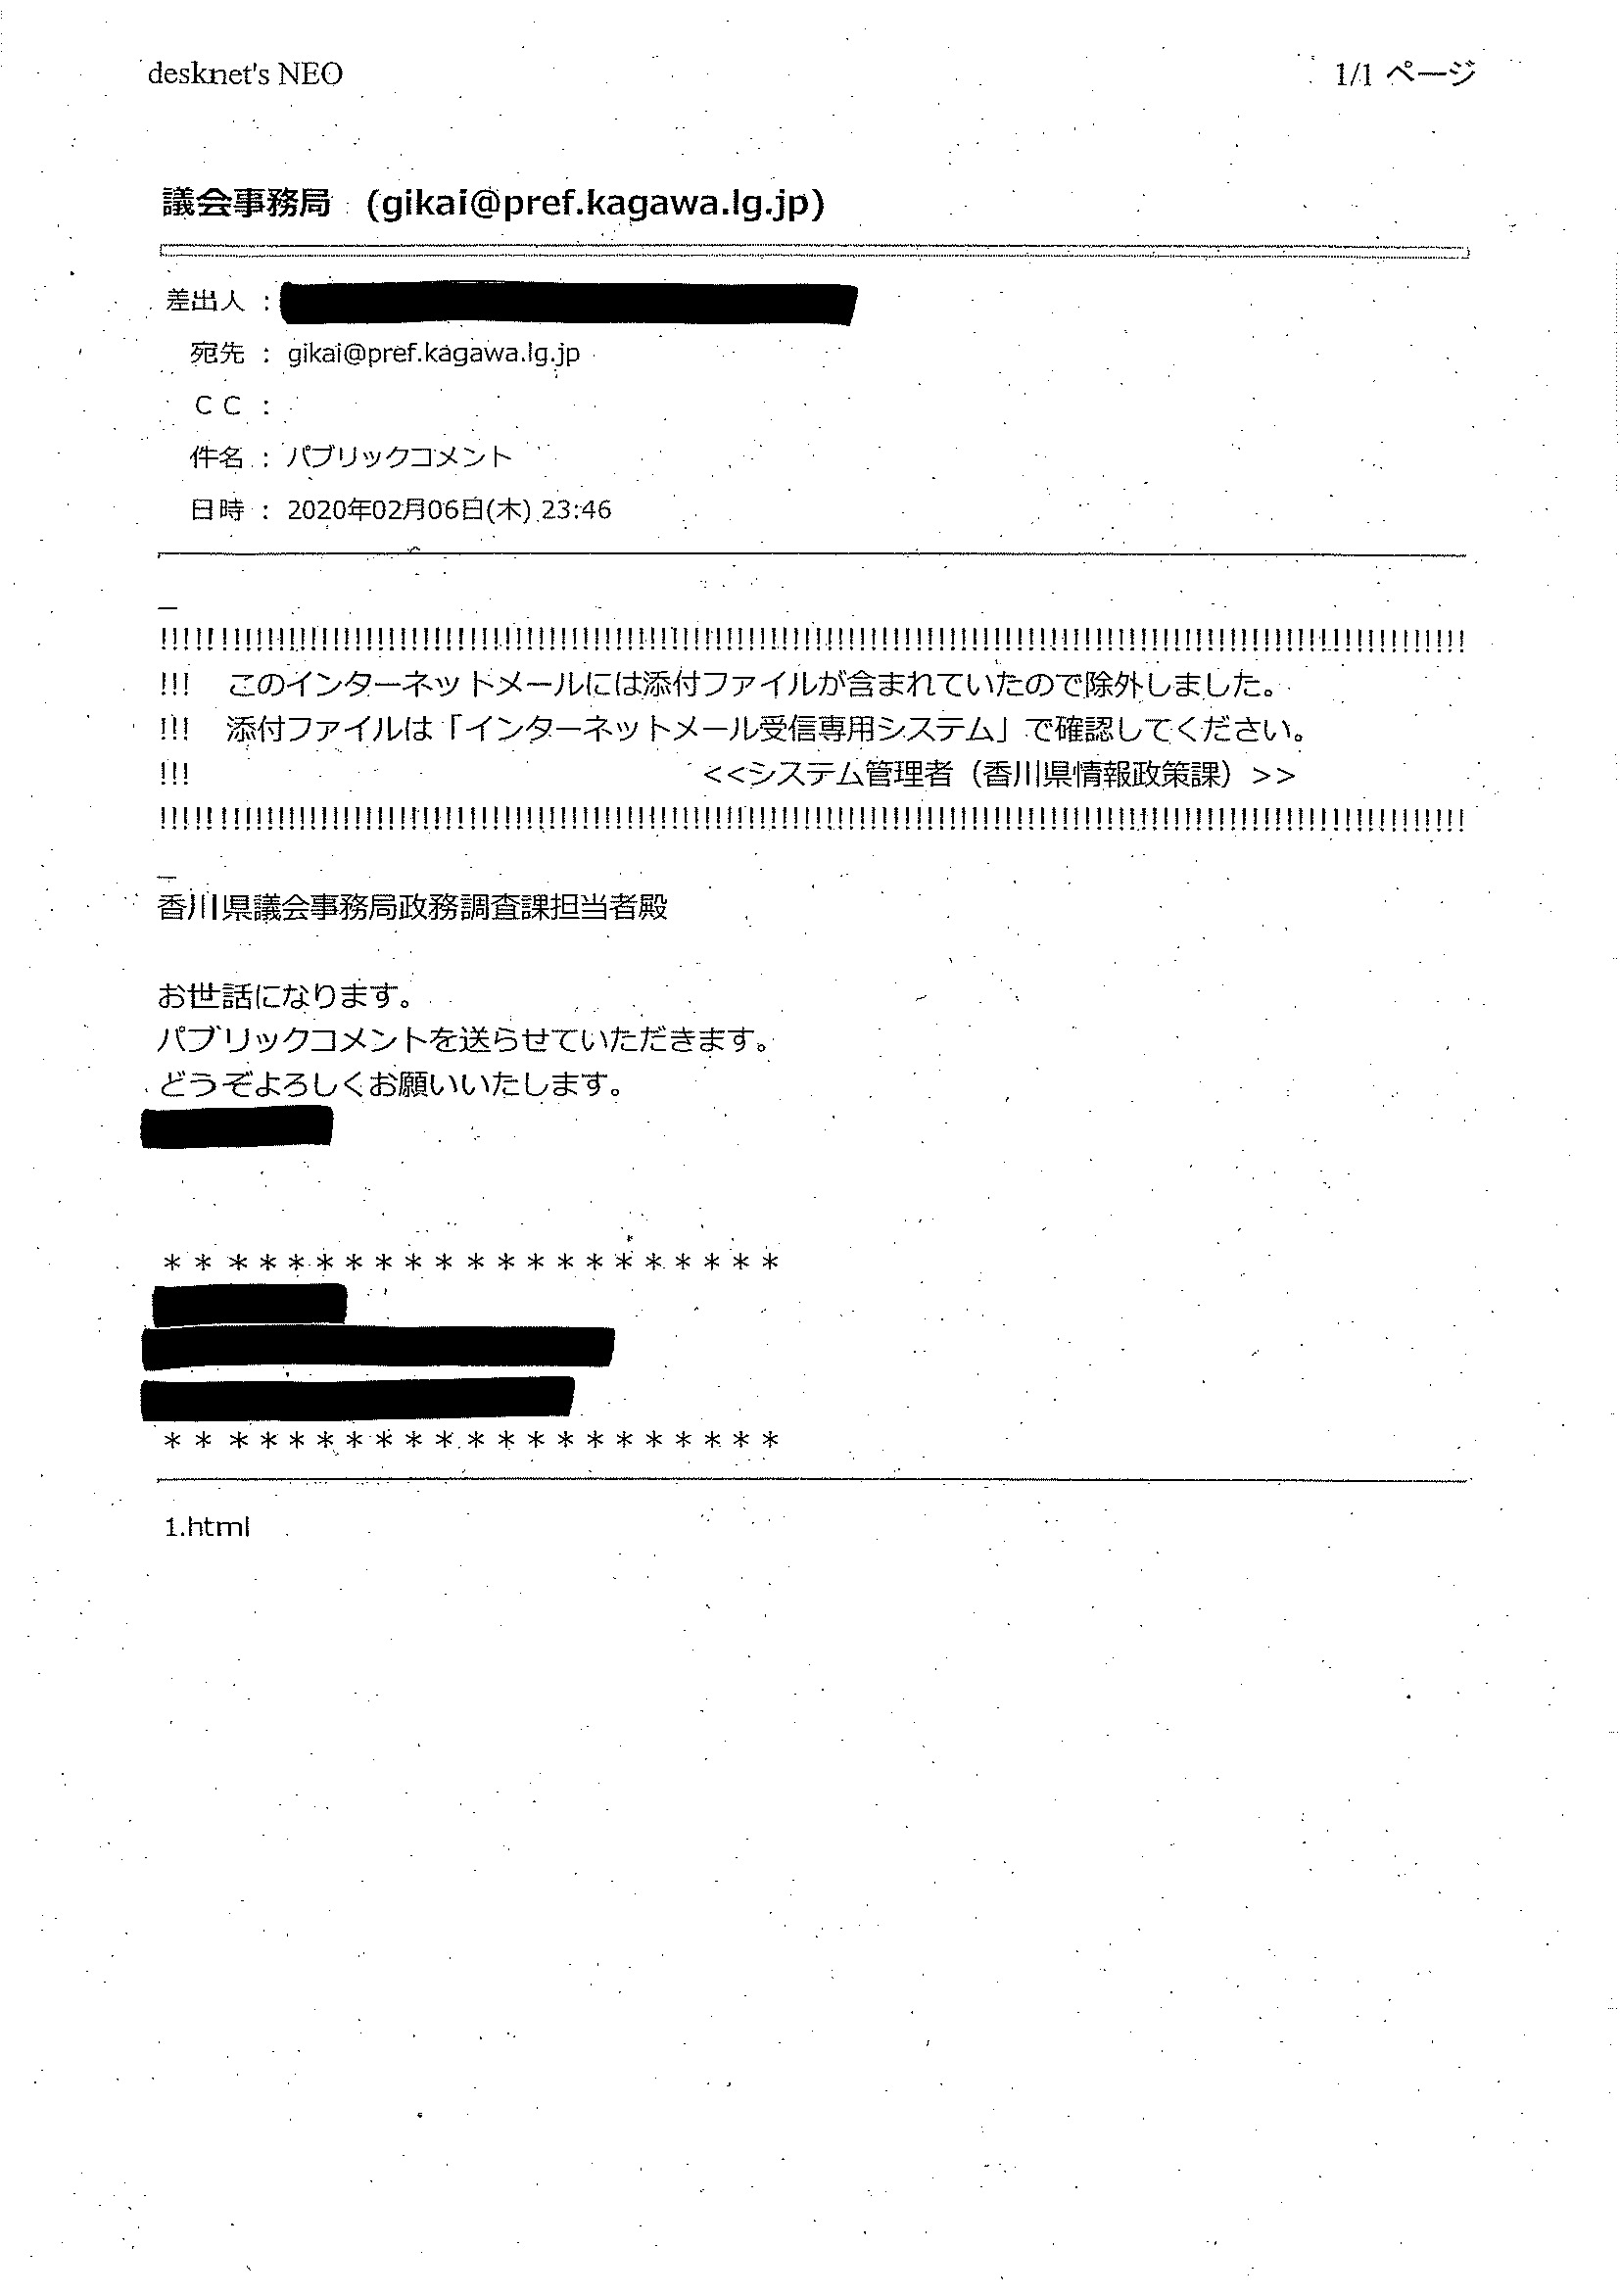 desknet's NEO
1/1 ページ
議会事務局 (gikai@pref.kagawa.lg.jp)
差出人 :
宛先 : gikai@pref.kagawa.lg.jp
ＣＣ :
件名 : パブリックコメント
日時 : 2020年02月06日(木) 23:46
_
!!!!!!!!!!!!!!!!!!!!!!!!!!!!!!!!!!!!!!!!!!!!!!!!!!!!!!!!!!!!!!!!!!!!!!!!!!!!!!!!!!!!!!!!!!!!!!!!!!!!!!!!!!!!!!
!!!　このインターネットメールには添付ファイルが含まれていたので除外しました。
!!!　添付ファイルは「インターネットメール受信専用システム」で確認してください。
!!!　<<システム管理者（香川県情報政策課）>>
!!!!!!!!!!!!!!!!!!!!!!!!!!!!!!!!!!!!!!!!!!!!!!!!!!!!!!!!!!!!!!!!!!!!!!!!!!!!!!!!!!!!!!!!!!!!!!!!!!!!!!!!!!!!!!
_
香川県議会事務局政務調査課担当者殿
お世話になります。
パブリックコメントを送らせていただきます。
どうぞよろしくお願いいたします。
＊＊＊＊＊＊＊＊＊＊＊＊＊＊＊＊＊＊＊＊＊
＊＊＊＊＊＊＊＊＊＊＊＊＊＊＊＊＊＊＊＊＊
1.html